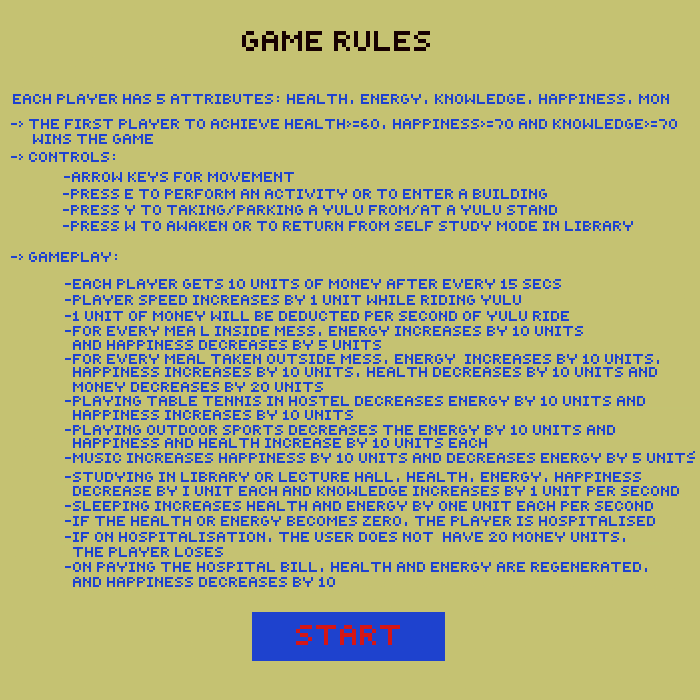 GAME RULES
EACH PLAYER HAS 5 ATTRIBUTES: HEALTH, ENERGY, KNOWLEDGE, HAPPINESS, MON
-> THE FIRST PLAYER TO ACHIEVE HEALTH>=60, HAPPINESS>=70 AND KNOWLEDGE>=70
WINS THE GAME
-> CONTROLS:
-ARROW KEYS FOR MOVEMENT
-PRESS E TO PERFORM AN ACTIVITY OR TO ENTER A BUILDING
-PRESS Y TO TAKING/PARKING A YULU FROM/AT A YULU STAND
-PRESS W TO AWAKEN OR TO RETURN FROM SELF STUDY MODE IN LIBRARY
-> GAMEPLAY:
-EACH PLAYER GETS 10 UNITS OF MONEY AFTER EVERY 15 SECS
-PLAYER SPEED INCREASES BY 1 UNIT WHILE RIDING YULU
-1 UNIT OF MONEY WILL BE DEDUCTED PER SECOND OF YULU RIDE
-FOR EVERY MEA L INSIDE MESS, ENERGY INCREASES BY 10 UNITS
AND HAPPINESS DECREASES BY 5 UNITS
-FOR EVERY MEAL TAKEN OUTSIDE MESS, ENERGY  INCREASES BY 10 UNITS,
HAPPINESS INCREASES BY 10 UNITS, HEALTH DECREASES BY 10 UNITS AND
MONEY DECREASES BY 20 UNITS
-PLAYING TABLE TENNIS IN HOSTEL DECREASES ENERGY BY 10 UNITS AND
HAPPINESS INCREASES BY 10 UNITS
-PLAYING OUTDOOR SPORTS DECREASES THE ENERGY BY 10 UNITS AND
HAPPINESS AND HEALTH INCREASE BY 10 UNITS EACH
-MUSIC INCREASES HAPPINESS BY 10 UNITS AND DECREASES ENERGY BY 5 UNITS
-STUDYING IN LIBRARY OR LECTURE HALL, HEALTH, ENERGY, HAPPINESS
DECREASE BY I UNIT EACH AND KNOWLEDGE INCREASES BY 1 UNIT PER SECOND
-SLEEPING INCREASES HEALTH AND ENERGY BY ONE UNIT EACH PER SECOND
-IF THE HEALTH OR ENERGY BECOMES ZERO, THE PLAYER IS HOSPITALISED
-IF ON HOSPITALISATION, THE USER DOES NOT  HAVE 20 MONEY UNITS,
THE PLAYER LOSES
-ON PAYING THE HOSPITAL BILL, HEALTH AND ENERGY ARE REGENERATED,
AND HAPPINESS DECREASES BY 10
START